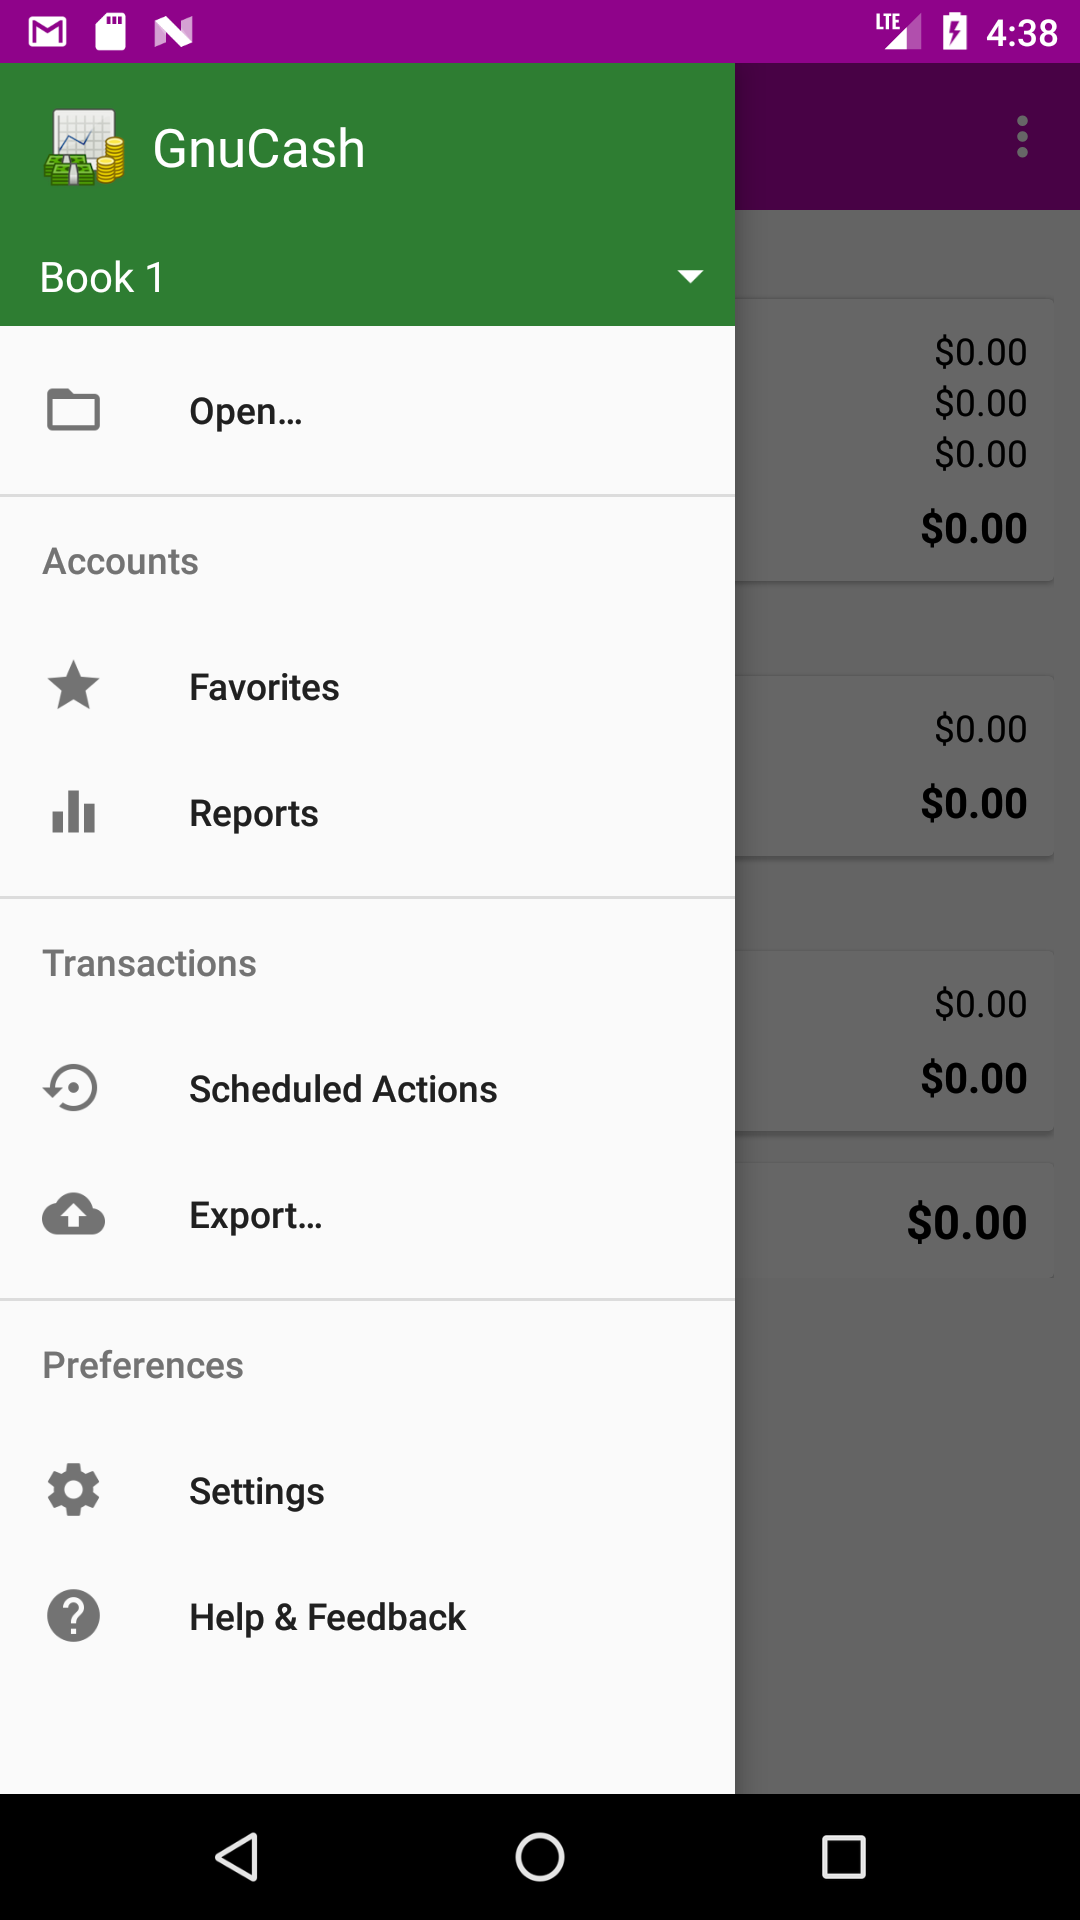 LTE 4:38
GnuCash
Book 1
Open...
$0.00
$0.00
$0.00
$0.00
Accounts
Favorites
$0.00
Reports
$0.00
Transactions
$0.00
Scheduled Actions
$0.00
Export...
$0.00
Preferences
Settings
Help & Feedback